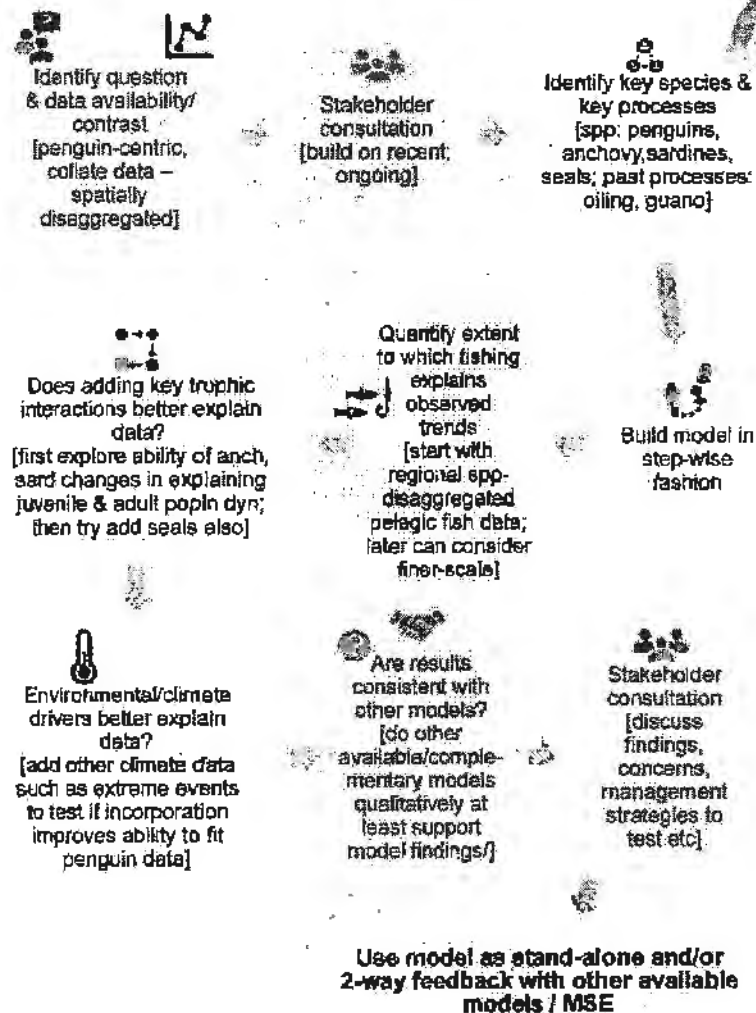 Identify question
& data availability/
contrast
[penguin-centric,
collate data –
spatially
disaggregated]
Stakeholder
consultation
[build on recent;
ongoing]
Identify key species &
key processes
[spp: penguins,
anchovy,sardines,
seals; past processes:
oiling, guano]
Build model in
step-wise
fashion
Quantify extent
to which fishing
explains
observed
trends
[start with
regional spp-
disaggregated
pelagic fish data;
later can consider
finer-scale]
Does adding key trophic
interactions better explain
data?
[first explore ability of anch,
sard changes in explaining
juvenile & adult popln dyn;
then try add seals also]
Environmental/climate
drivers better explain
data?
[add other climate data
such as extreme events
to test if incorporation
improves ability to fit
penguin data]
Are results
consistent with
other models?
[do other
available/comple-
mentary models
qualitatively at
least support
model findings/]
Stakeholder
consultation
[discuss
findings,
concerns,
management
strategies to
test etc]
Use model as stand-alone and/or
2-way feedback with other available
models / MSE